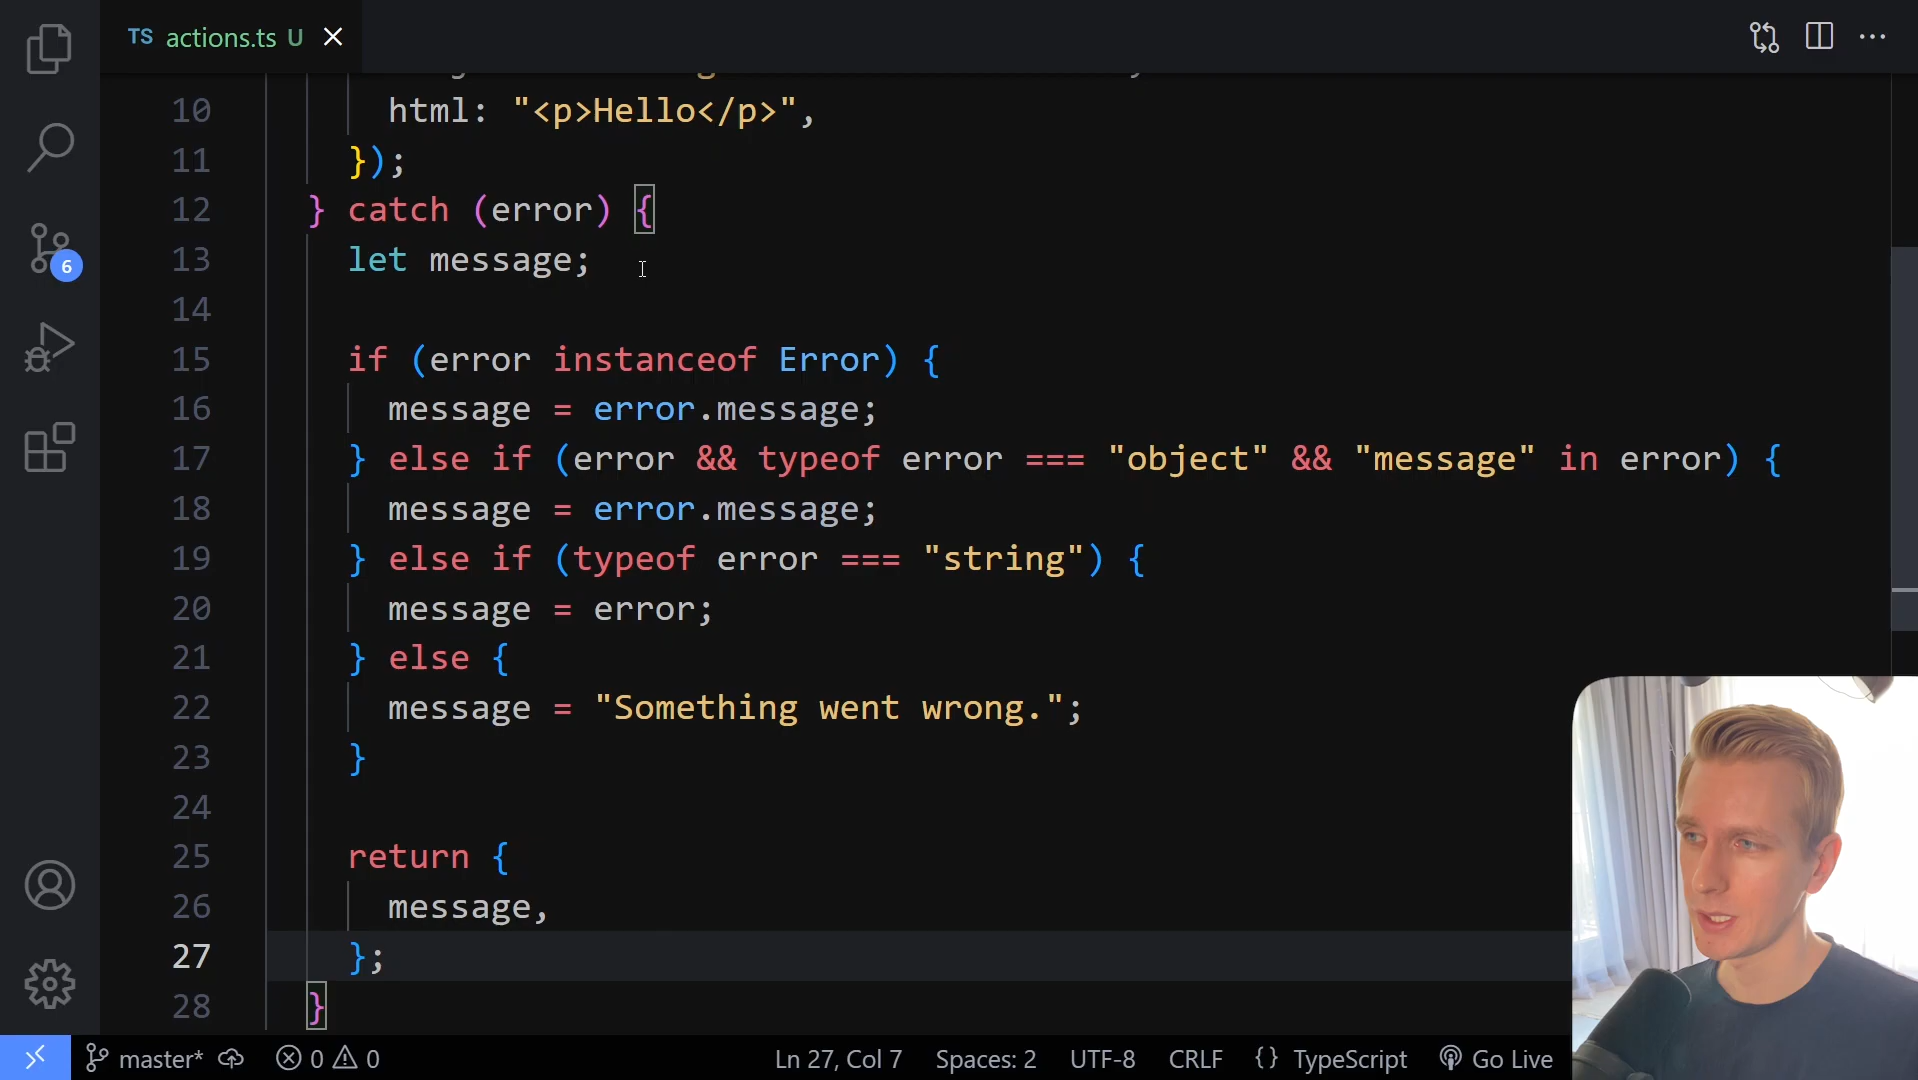 TS actions.ts U
10 html: "<p>Hello</p>",
11 });
12 } catch (error) {
13 let message;
14
15 if (error instanceof Error) {
16 message = error.message;
17 } else if (error && typeof error === "object" && "message" in error) {
18 message = error.message;
19 } else if (typeof error === "string") {
20 message = error;
21 } else {
22 message = "Something went wrong.";
23 }
24
25 return {
26 message,
27 };
28 }
6
master* 0 0 Ln 27, Col 7 Spaces: 2 UTF-8 CRLF {} TypeScript Go Live